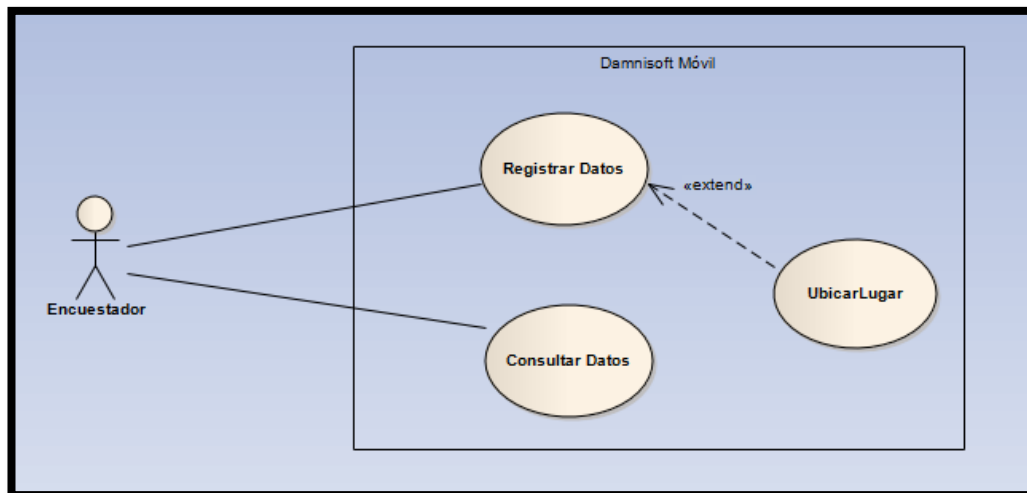 Damnisoft Móvil
Registrar Datos
«extend»
UbicarLugar
Encuestador
Consultar Datos